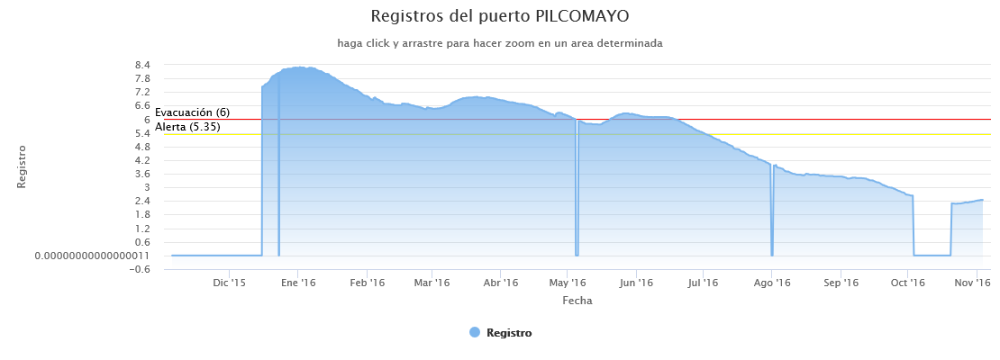 Registros del puerto PILCOMAYO
haga click y arrastre para hacer zoom en un area determinada
8.4
7.8
7.2
6.6
Evacuación (6)
6
Alerta (5.35)
5.4
4.8
4.2
3.6
3
2.4
1.8
1.2
0.6
0.00000000000000011
−0.6
Registro
Dic '15 Ene '16 Feb '16 Mar '16 Abr '16 May '16 Jun '16 Jul '16 Ago '16 Sep '16 Oct '16 Nov '16
Fecha
Registro